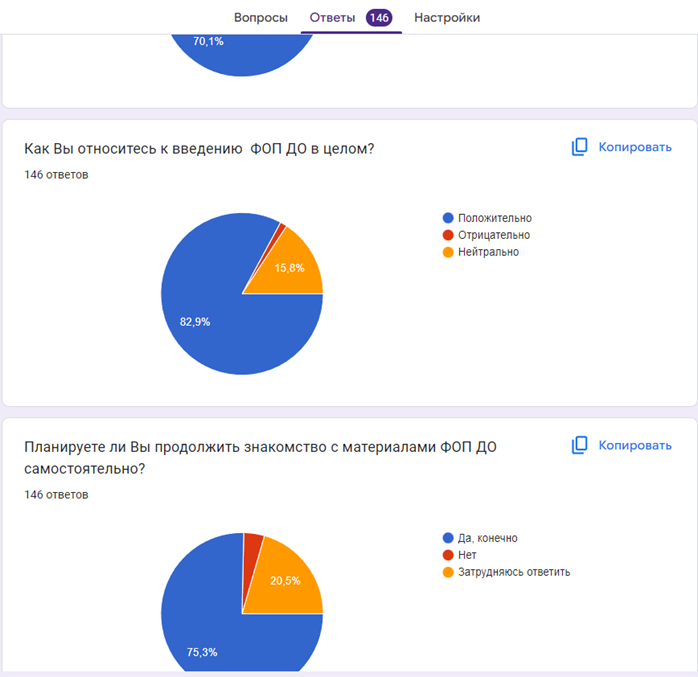 Вопросы Ответы 146 Настройки
70,1%
Как Вы относитесь к введению ФОП ДО в целом?
Копировать
146 ответов
Положительно
Отрицательно
Нейтрально
15,8%
82,9%
Планируете ли Вы продолжить знакомство с материалами ФОП ДО
самостоятельно?
Копировать
146 ответов
Да, конечно
Нет
Затрудняюсь ответить
20,5%
75,3%